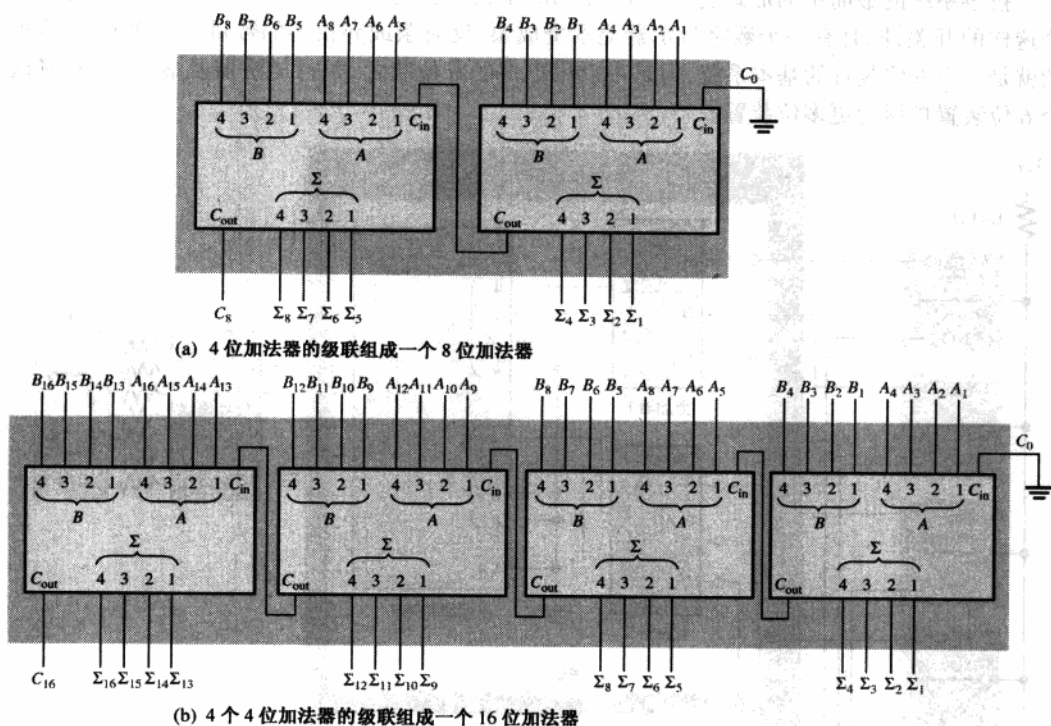 B₈ B₇ B₆ B₅ A₈ A₇ A₆ A₅ B₄ B₃ B₂ B₁ A₄ A₃ A₂ A₁
C₀
4 3 2 1 4 3 2 1 Cin 4 3 2 1 4 3 2 1 Cin
B A B A
Σ Σ
Cout 4 3 2 1 Cout 4 3 2 1
C₈ Σ₈ Σ₇ Σ₆ Σ₅ Σ₄ Σ₃ Σ₂ Σ₁
(a) 4 位加法器的级联组成一个 8 位加法器
B₁₆ B₁₅ B₁₄ B₁₃ A₁₆ A₁₅ A₁₄ A₁₃ B₁₂ B₁₁ B₁₀ B₉ A₁₂ A₁₁ A₁₀ A₉ B₈ B₇ B₆ B₅ A₈ A₇ A₆ A₅ B₄ B₃ B₂ B₁ A₄ A₃ A₂ A₁
C₀
4 3 2 1 4 3 2 1 Cin 4 3 2 1 4 3 2 1 Cin 4 3 2 1 4 3 2 1 Cin 4 3 2 1 4 3 2 1 Cin
B A B A B A B A
Σ Σ Σ Σ
Cout 4 3 2 1 Cout 4 3 2 1 Cout 4 3 2 1 Cout 4 3 2 1
C₁₆ Σ₁₆ Σ₁₅ Σ₁₄ Σ₁₃ Σ₁₂ Σ₁₁ Σ₁₀ Σ₉ Σ₈ Σ₇ Σ₆ Σ₅ Σ₄ Σ₃ Σ₂ Σ₁
(b) 4 个 4 位加法器的级联组成一个 16 位加法器